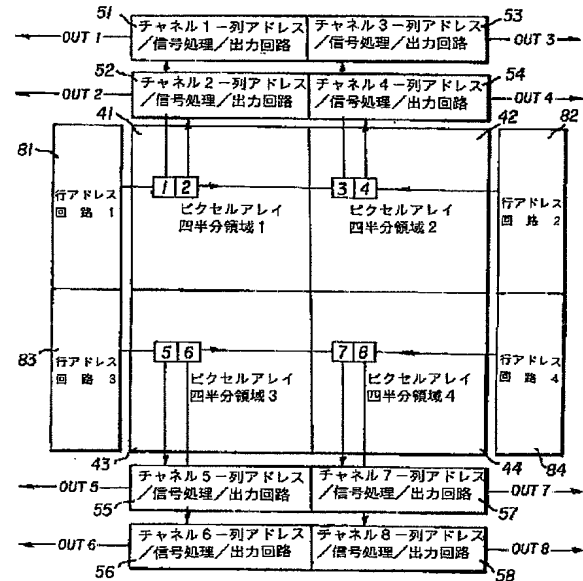 51
53
チャネル1－列アドレス
／信号処理／出力回路
チャネル3－列アドレス
／信号処理／出力回路
OUT 1
OUT 3
52
54
チャネル2－列アドレス
／信号処理／出力回路
チャネル4－列アドレス
／信号処理／出力回路
OUT 2
OUT 4
41
42
81
82
1 2
3 4
行アドレス
回路 1
ピクセルアレイ
四半分領域1
ピクセルアレイ
四半分領域2
行アドレス
回路 2
83
5 6
7 8
行アドレス
回路 3
ピクセルアレイ
四半分領域3
ピクセルアレイ
四半分領域4
行アドレス
回路 4
43
44
84
チャネル5－列アドレス
／信号処理／出力回路
チャネル7－列アドレス
／信号処理／出力回路
OUT 5
OUT 7
55
57
チャネル6－列アドレス
／信号処理／出力回路
チャネル8－列アドレス
／信号処理／出力回路
OUT 6
OUT 8
56
58